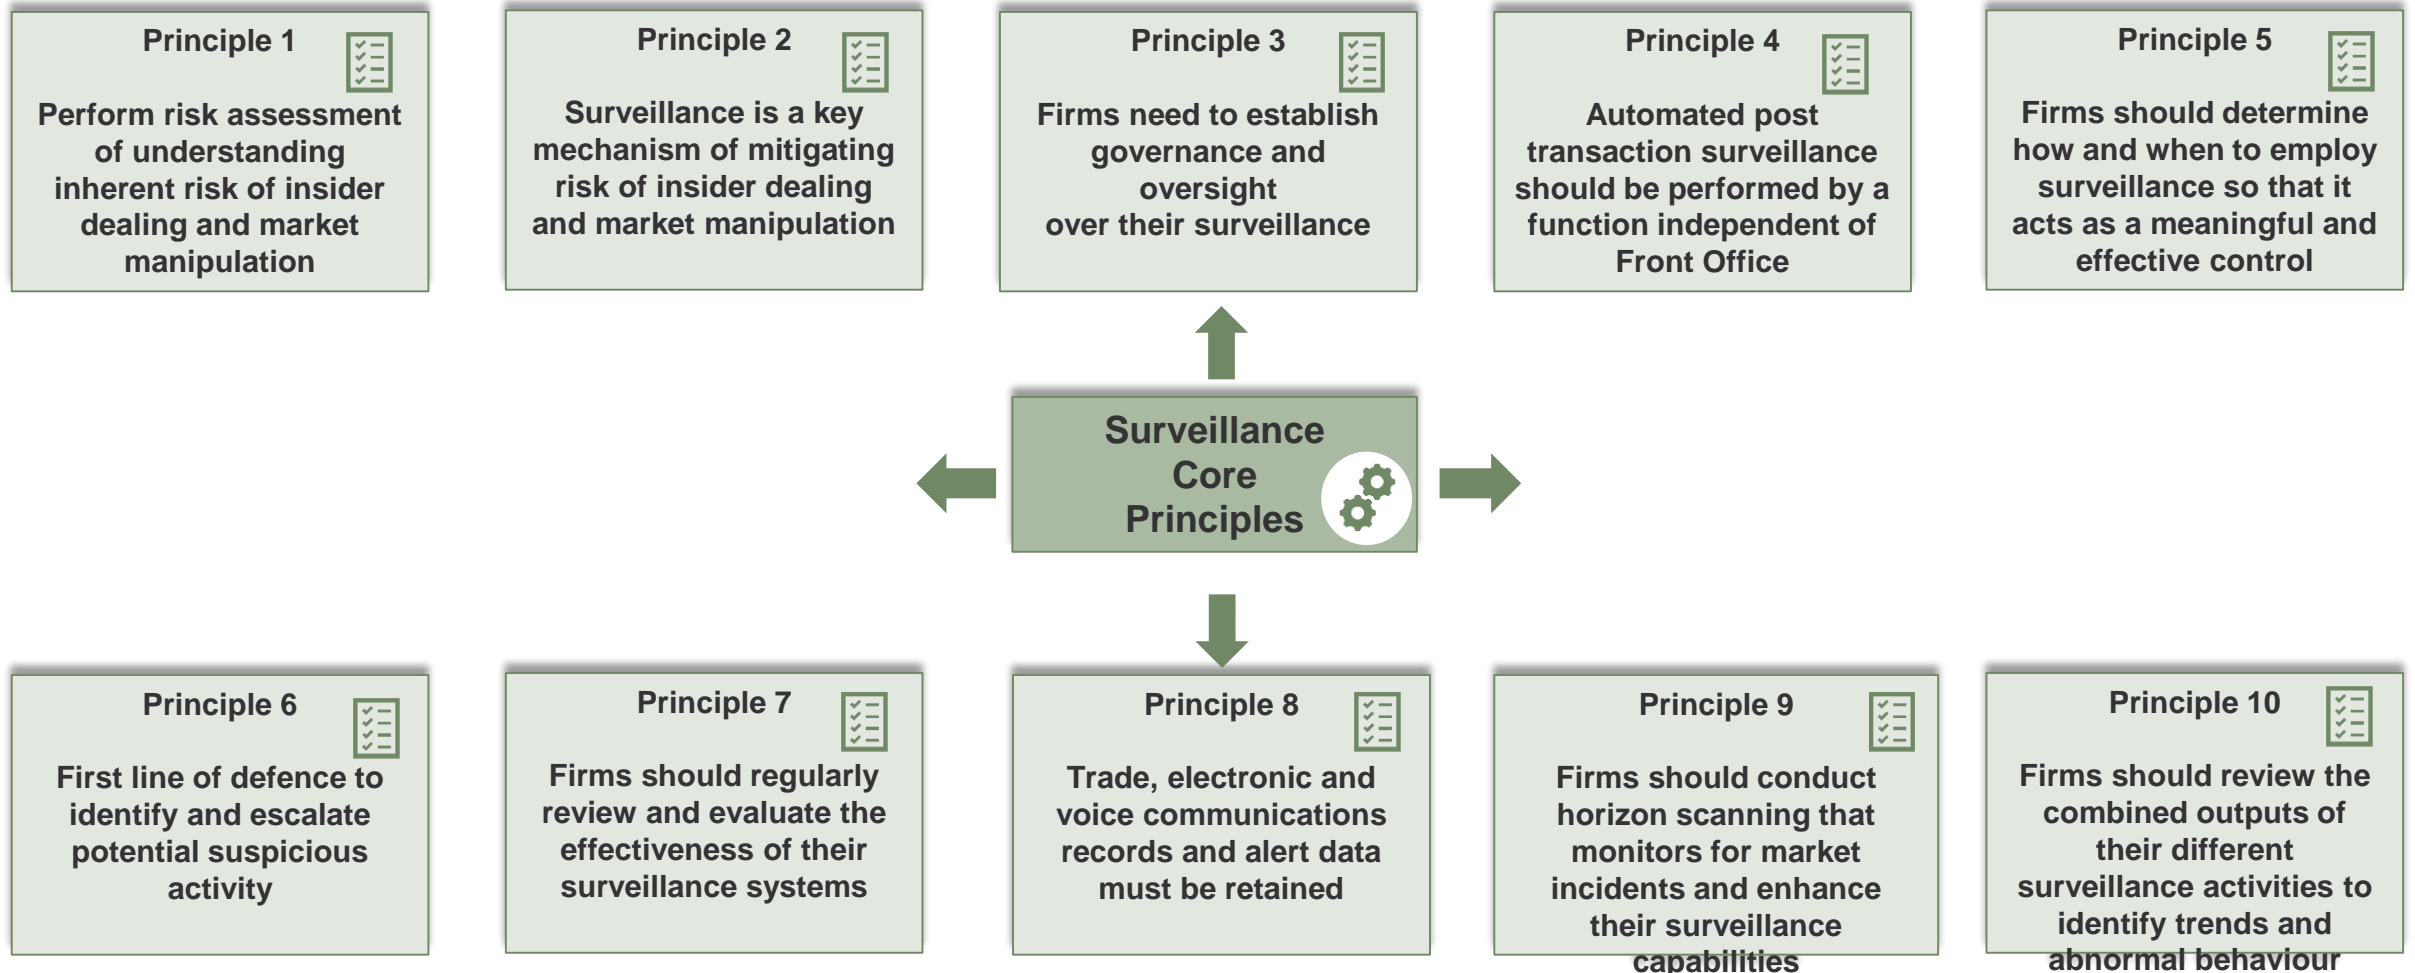 Principle 1
Perform risk assessment
of understanding
inherent risk of insider
dealing and market
manipulation
Principle 2
Surveillance is a key
mechanism of mitigating
risk of insider dealing
and market manipulation
Principle 3
Firms need to establish
governance and
oversight
over their surveillance
Principle 4
Automated post
transaction surveillance
should be performed by a
function independent of
Front Office
Principle 5
Firms should determine
how and when to employ
surveillance so that it
acts as a meaningful and
effective control
Surveillance
Core
Principles
Principle 6
First line of defence to
identify and escalate
potential suspicious
activity
Principle 7
Firms should regularly
review and evaluate the
effectiveness of their
surveillance systems
Principle 8
Trade, electronic and
voice communications
records and alert data
must be retained
Principle 9
Firms should conduct
horizon scanning that
monitors for market
incidents and enhance
their surveillance
capabilities
Principle 10
Firms should review the
combined outputs of
their different
surveillance activities to
identify trends and
abnormal behaviour